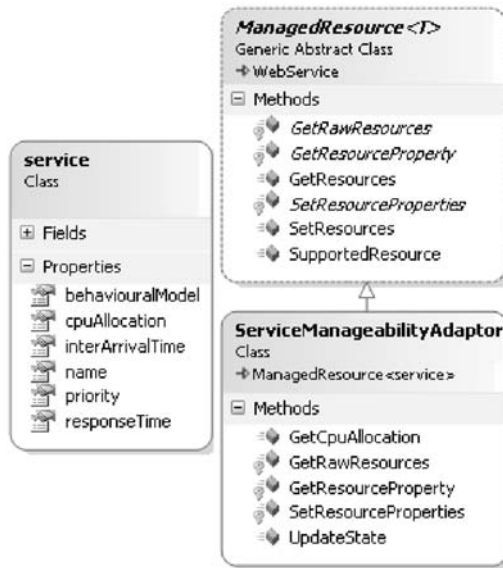 ManagedResource<T>
Generic Abstract Class
WebService
Methods
GetRawResources
GetResourceProperty
GetResources
SetResourceProperties
SetResources
SupportedResource
service
Class
Fields
Properties
behaviouralModel
cpuAllocation
interArrivalTime
name
priority
responseTime
ServiceManageabilityAdaptor
Class
ManagedResource<service>
Methods
GetCpuAllocation
GetRawResources
GetResourceProperty
SetResourceProperties
UpdateState